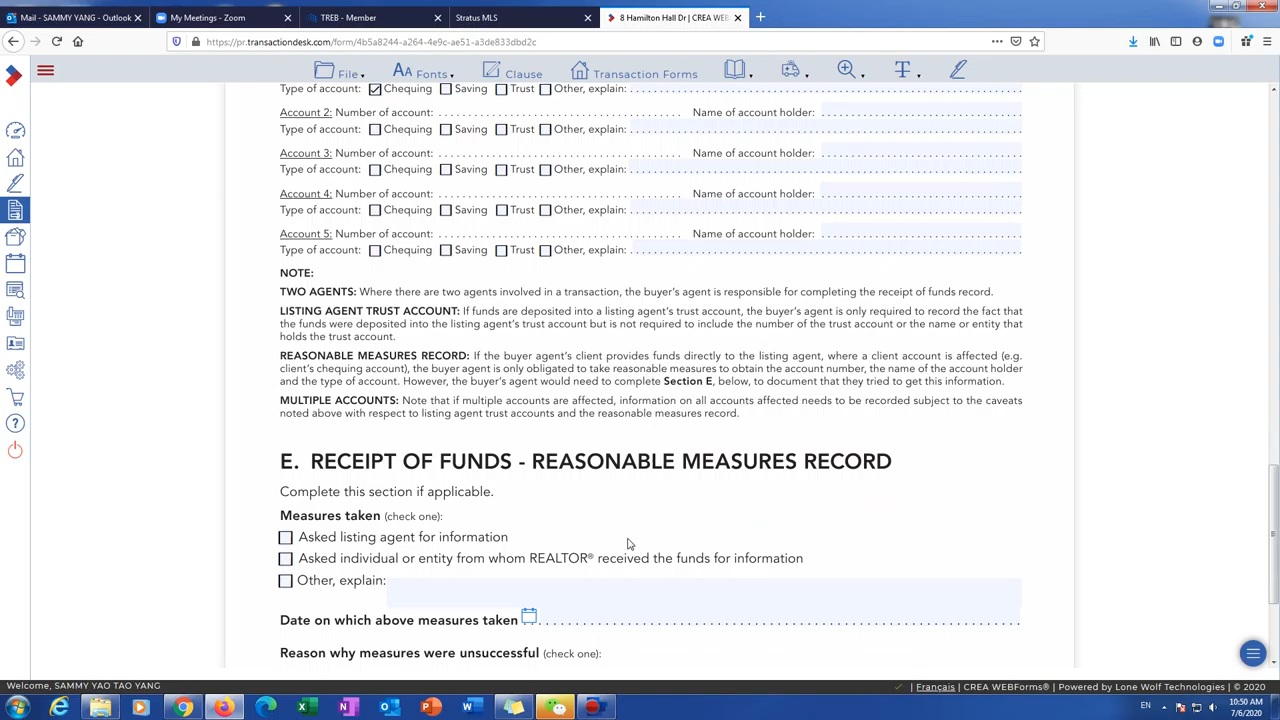 Mail - SAMMY YANG - Outlook
My Meetings - Zoom
TREB - Member
Stratus MLS
8 Hamilton Hall Dr | CREA WEB
https://pr.transactiondesk.com/form/4b5a8244-a264-4e9c-ae51-a3de833dbd2c
File
Fonts
Clause
Transaction Forms
Type of account: Chequing Saving Trust Other, explain:
Account 2: Number of account: Name of account holder:
Type of account: Chequing Saving Trust Other, explain:
Account 3: Number of account: Name of account holder:
Type of account: Chequing Saving Trust Other, explain:
Account 4: Number of account: Name of account holder:
Type of account: Chequing Saving Trust Other, explain:
Account 5: Number of account: Name of account holder:
Type of account: Chequing Saving Trust Other, explain:
NOTE:
TWO AGENTS: Where there are two agents involved in a transaction, the buyer's agent is responsible for completing the receipt of funds record.
LISTING AGENT TRUST ACCOUNT: If funds are deposited into a listing agent's trust account, the buyer's agent is only required to record the fact that
the funds were deposited into the listing agent's trust account but is not required to include the number of the trust account or the name or entity that
holds the trust account.
REASONABLE MEASURES RECORD: If the buyer agent's client provides funds directly to the listing agent, where a client account is affected (e.g.
client's chequing account), the buyer agent is only obligated to take reasonable measures to obtain the account number, the name of the account holder
and the type of account. However, the buyer's agent would need to complete Section E, below, to document that they tried to get this information.
MULTIPLE ACCOUNTS: Note that if multiple accounts are affected, information on all accounts affected needs to be recorded subject to the caveats
noted above with respect to listing agent trust accounts and the reasonable measures record.
E. RECEIPT OF FUNDS - REASONABLE MEASURES RECORD
Complete this section if applicable.
Measures taken (check one):
Asked listing agent for information
Asked individual or entity from whom REALTOR® received the funds for information
Other, explain:
Date on which above measures taken
Reason why measures were unsuccessful (check one):
Welcome, SAMMY YAO TAO YANG
| Français | CREA WEBForms® | Powered by Lone Wolf Technologies | © 2020
EN
10:50 AM
7/6/2020